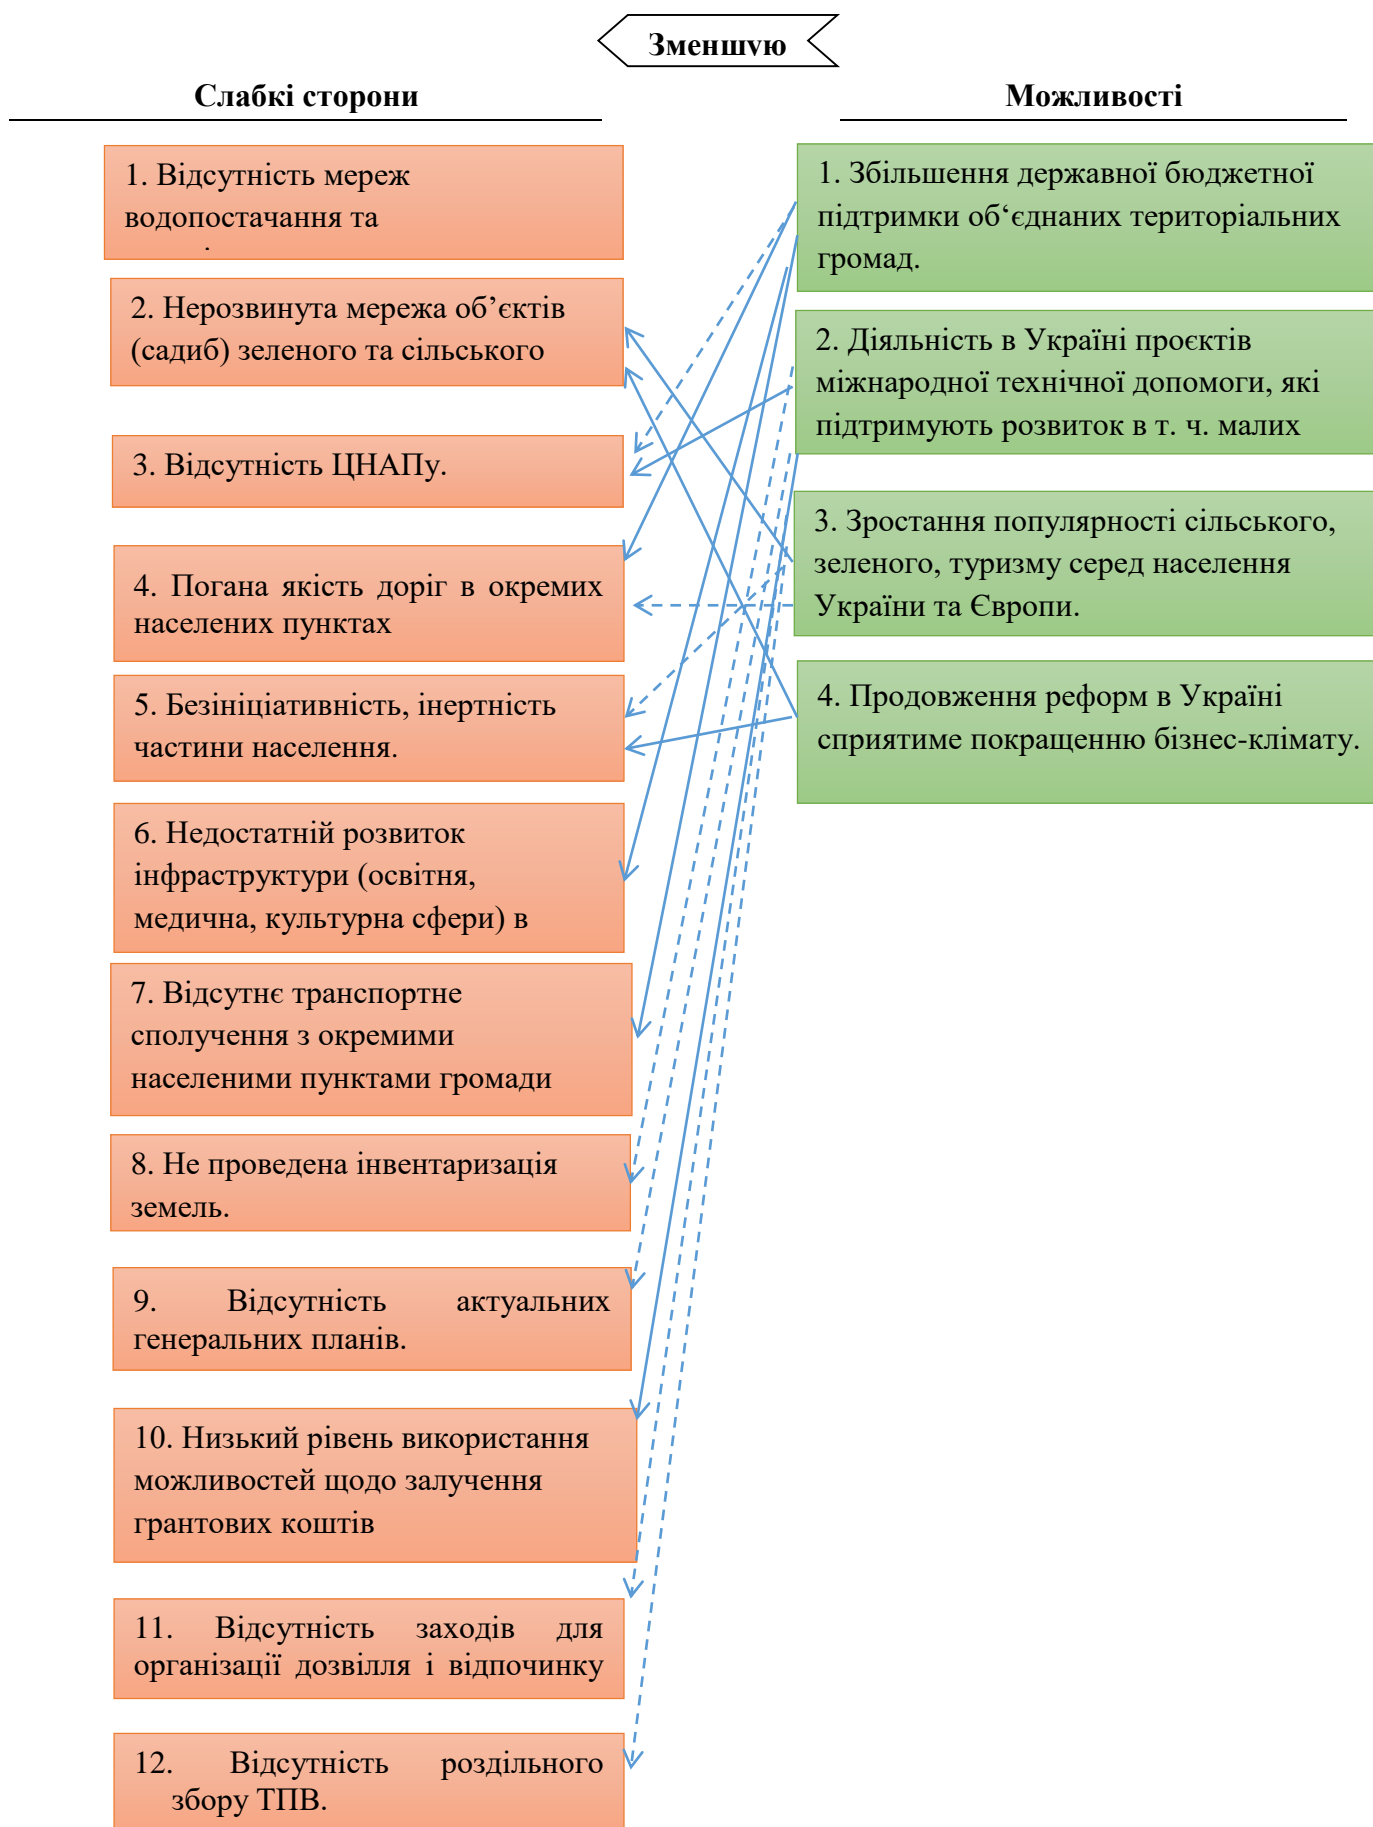 Зменшую
Слабкі сторони
Можливості
1. Відсутність мереж
водопостачання та
2. Нерозвинута мережа об’єктів
(садиб) зеленого та сільського
3. Відсутність ЦНАПу.
4. Погана якість доріг в окремих
населених пунктах
5. Безініціативність, інертність
частини населення.
6. Недостатній розвиток
інфраструктури (освітня,
медична, культурна сфери) в
7. Відсутнє транспортне
сполучення з окремими
населеними пунктами громади
8. Не проведена інвентаризація
земель.
9. Відсутність актуальних
генеральних планів.
10. Низький рівень використання
можливостей щодо залучення
грантових коштів
11. Відсутність заходів для
організації дозвілля і відпочинку
12. Відсутність роздільного
збору ТПВ.
1. Збільшення державної бюджетної
підтримки об‘єднаних територіальних
громад.
2. Діяльність в Україні проєктів
міжнародної технічної допомоги, які
підтримують розвиток в т. ч. малих
3. Зростання популярності сільського,
зеленого, туризму серед населення
України та Європи.
4. Продовження реформ в Україні
сприятиме покращенню бізнес-клімату.